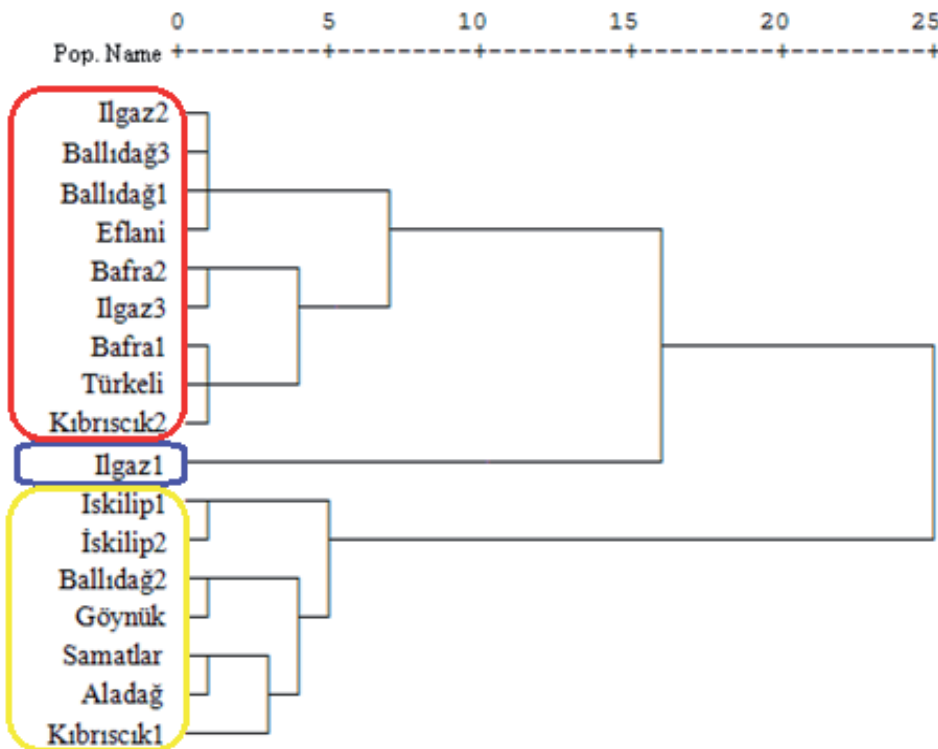 0 5 10 15 20 25
Pop. Name
Ilgaz2
Ballıdağ3
Ballıdağ1
Eflani
Bafra2
Ilgaz3
Bafra1
Türkeli
Kıbrıscık2
Ilgaz1
Iskilip1
İskilip2
Ballıdağ2
Göynük
Samatlar
Aladağ
Kıbrıscık1